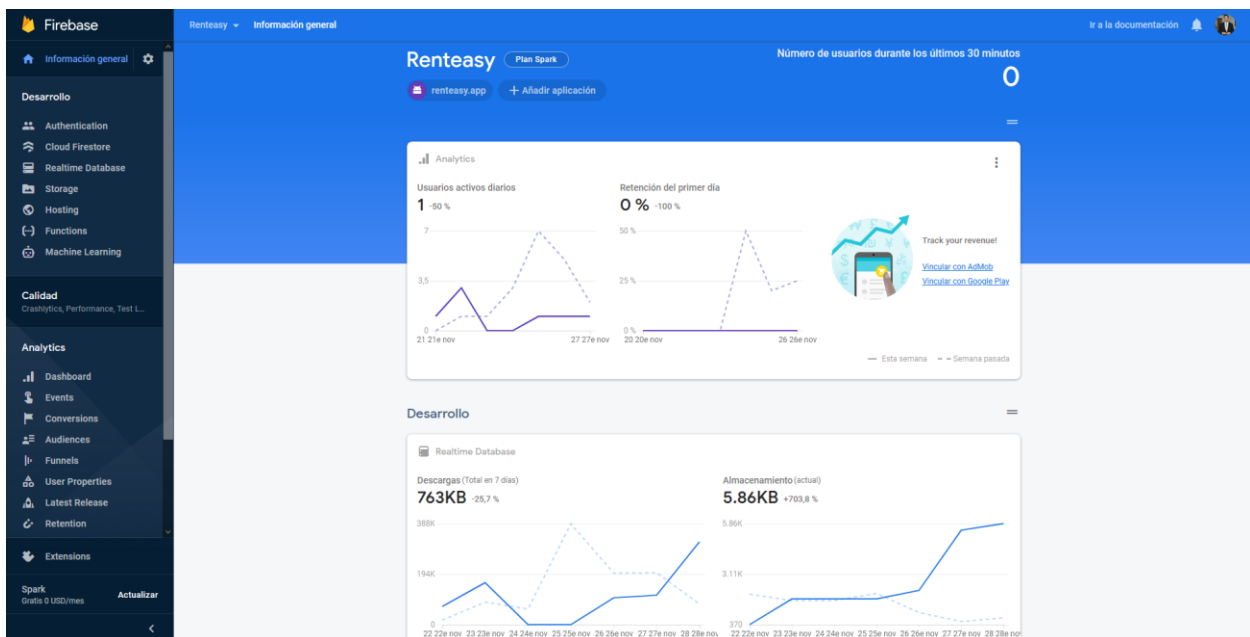 Firebase
Renteasy
Información general
Ir a la documentación
Información general
Desarrollo
Authentication
Cloud Firestore
Realtime Database
Storage
Hosting
Functions
Machine Learning
Calidad
Crashlytics, Performance, Test L...
Analytics
Dashboard
Events
Conversions
Audiences
Funnels
User Properties
Latest Release
Retention
Extensions
Spark
Gratis 0 USD/mes
Actualizar
Renteasy
Plan Spark
renteasy.app
+ Añadir aplicación
Número de usuarios durante los últimos 30 minutos
0
Analytics
Usuarios activos diarios
1 -50 %
7
3,5
0
21 21e nov
27 27e nov
Retención del primer día
0 % -100 %
50 %
25 %
0 %
20 20e nov
26 26e nov
Track your revenue!
Vincular con AdMob
Vincular con Google Play
Esta semana
Semana pasada
Desarrollo
Realtime Database
Descargas (Total en 7 días)
763KB -25,7 %
388K
194K
0
22 22e nov 23 23e nov 24 24e nov 25 25e nov 26 26e nov 27 27e nov 28 28e nov
Almacenamiento (actual)
5.86KB +703,8 %
5.86K
3.11K
370
22 22e nov 23 23e nov 24 24e nov 25 25e nov 26 26e nov 27 27e nov 28 28e nov